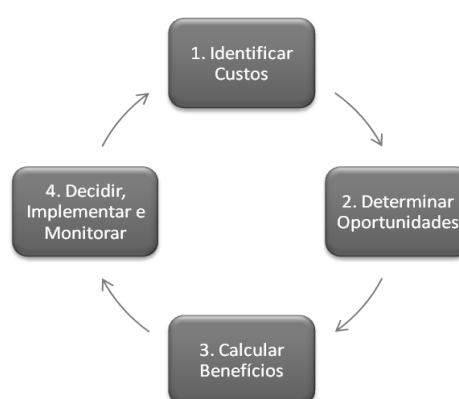 1. Identificar
Custos
2. Determinar
Oportunidades
3. Calcular
Benefícios
4. Decidir,
Implementar e
Monitorar